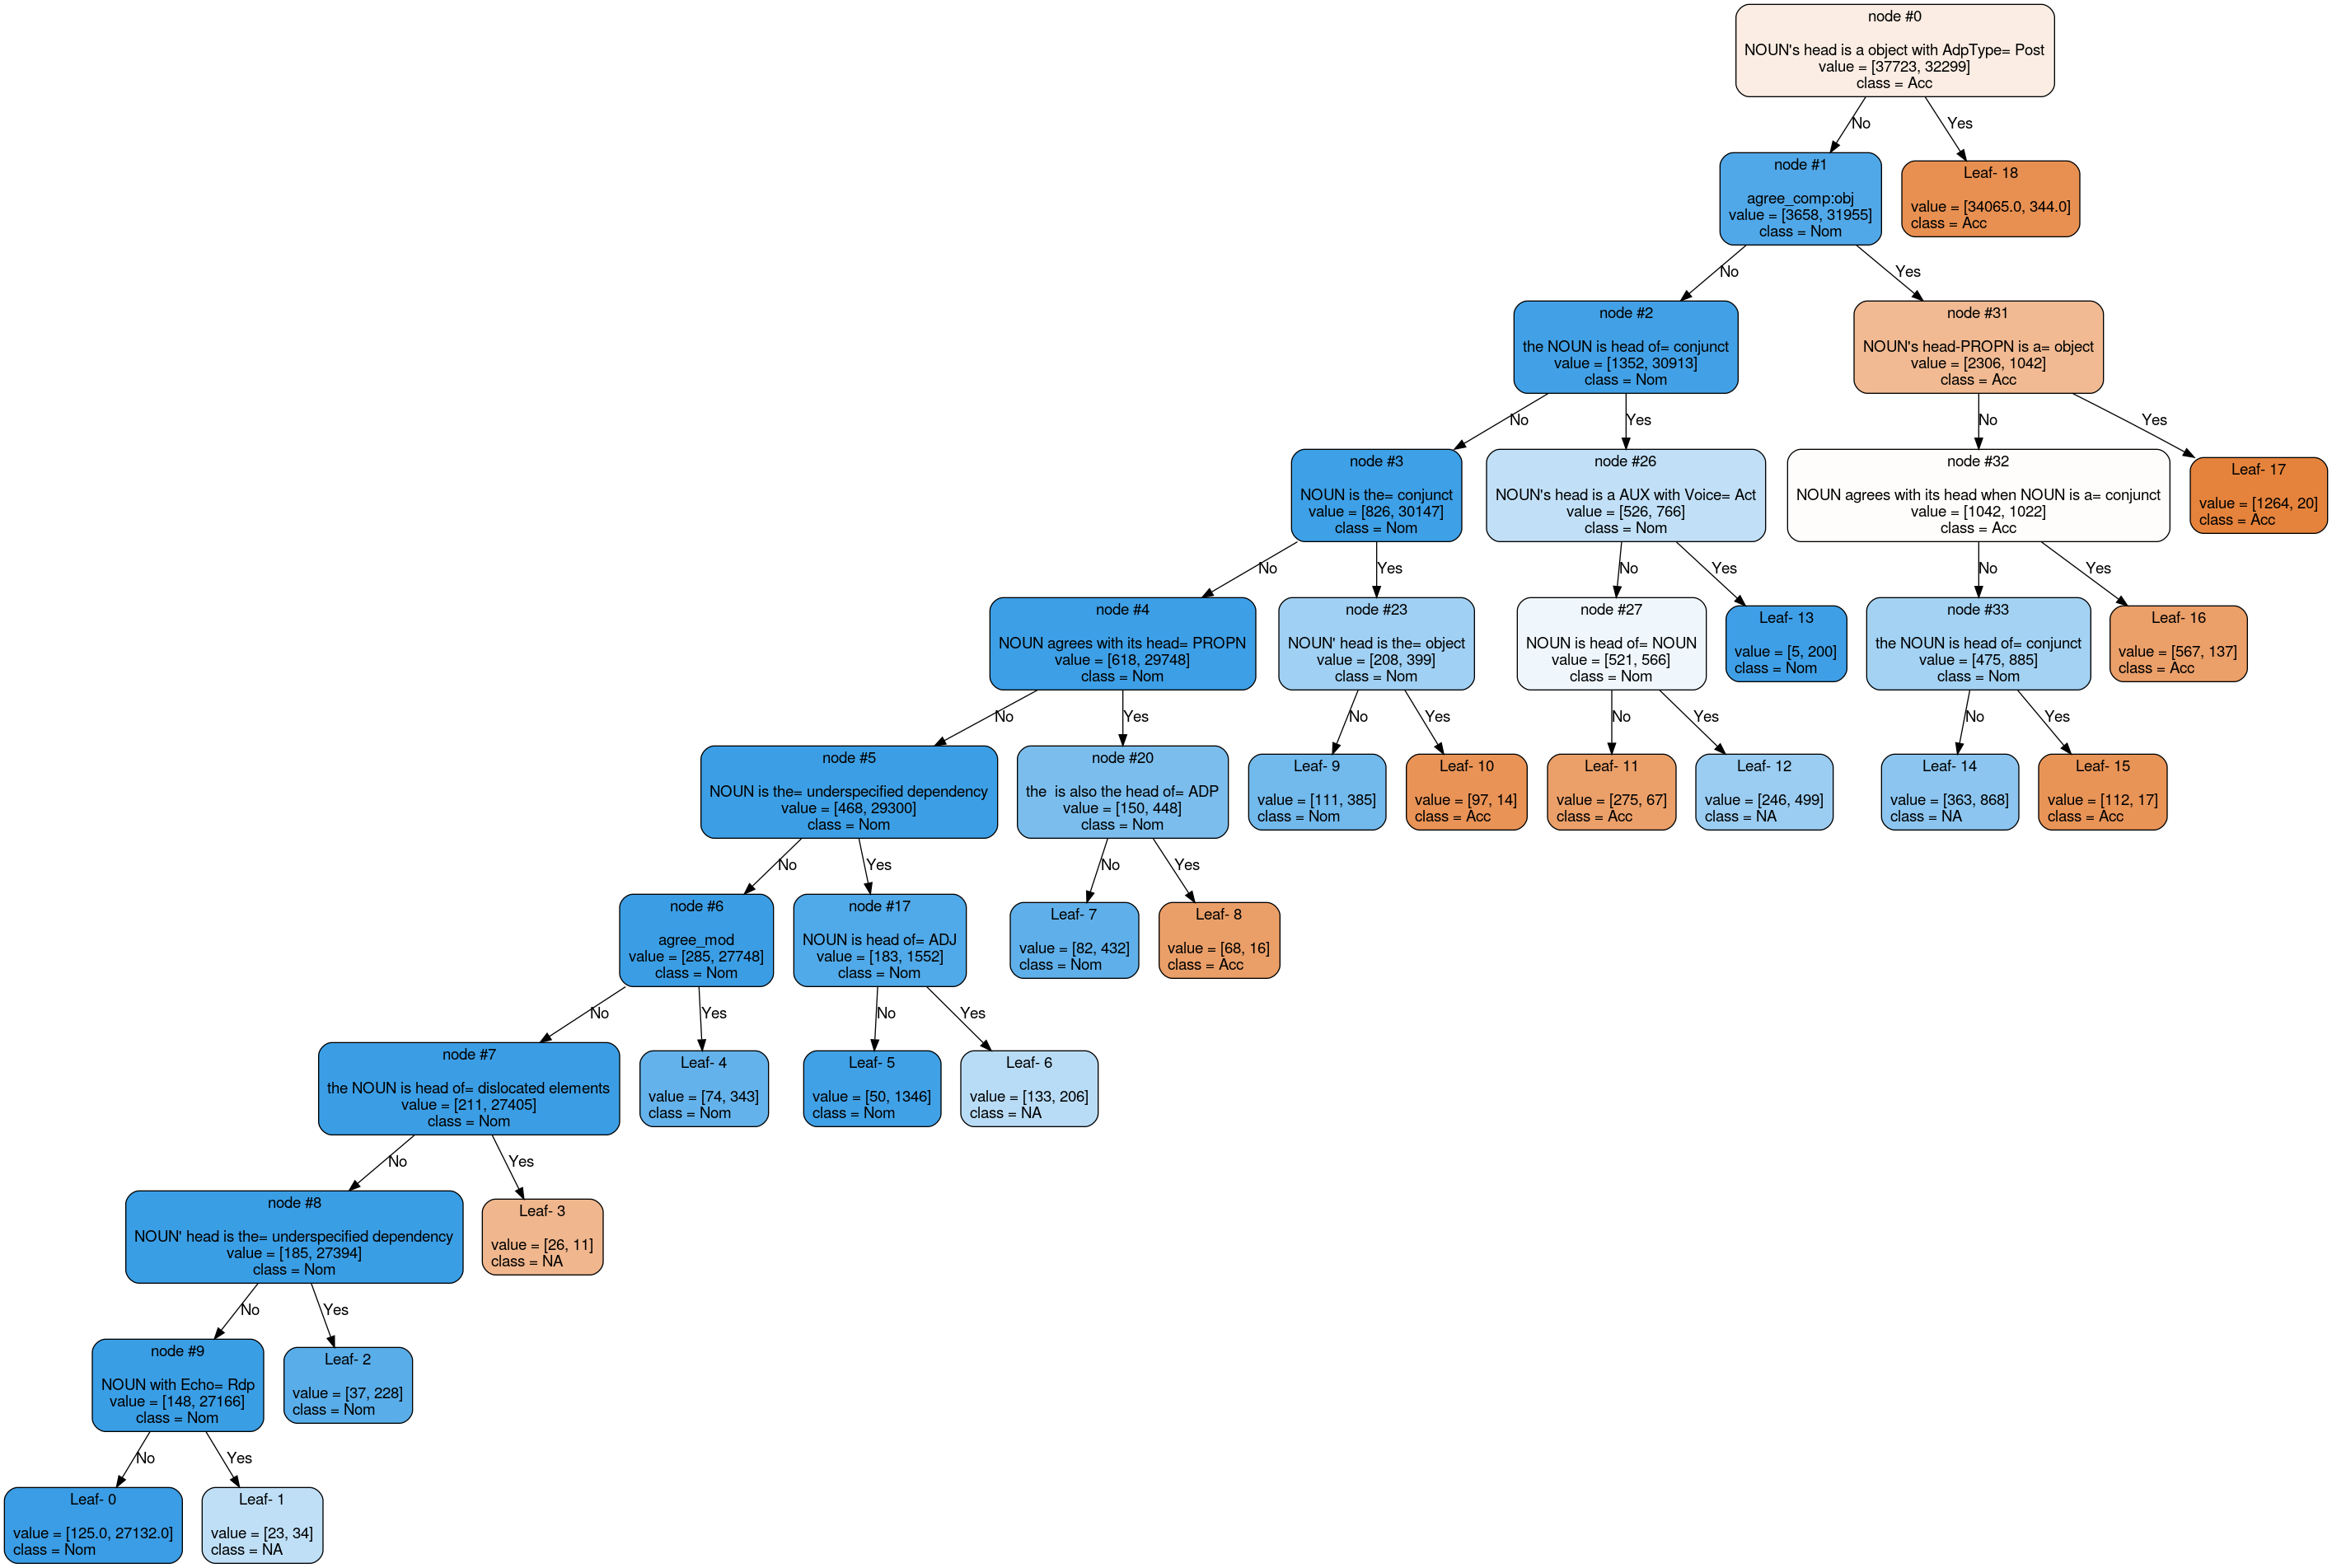 node #0
NOUN's head is a object with AdpType= Post
value = [37723, 32299]
class = Acc
No
Yes
node #1
agree_comp:obj
value = [3658, 31955]
class = Nom
Leaf- 18
value = [34065.0, 344.0]
class = Acc
No
Yes
node #2
the NOUN is head of= conjunct
value = [1352, 30913]
class = Nom
node #31
NOUN's head-PROPN is a= object
value = [2306, 1042]
class = Acc
No
Yes
No
Yes
node #3
NOUN is the= conjunct
value = [826, 30147]
class = Nom
node #26
NOUN's head is a AUX with Voice= Act
value = [526, 766]
class = Nom
node #32
NOUN agrees with its head when NOUN is a= conjunct
value = [1042, 1022]
class = Acc
Leaf- 17
value = [1264, 20]
class = Acc
No
Yes
No
Yes
No
Yes
node #4
NOUN agrees with its head= PROPN
value = [618, 29748]
class = Nom
node #23
NOUN' head is the= object
value = [208, 399]
class = Nom
node #27
NOUN is head of= NOUN
value = [521, 566]
class = Nom
Leaf- 13
value = [5, 200]
class = Nom
node #33
the NOUN is head of= conjunct
value = [475, 885]
class = Nom
Leaf- 16
value = [567, 137]
class = Acc
No
Yes
No
Yes
No
Yes
No
Yes
node #5
NOUN is the= underspecified dependency
value = [468, 29300]
class = Nom
node #20
the  is also the head of= ADP
value = [150, 448]
class = Nom
Leaf- 9
value = [111, 385]
class = Nom
Leaf- 10
value = [97, 14]
class = Acc
Leaf- 11
value = [275, 67]
class = Acc
Leaf- 12
value = [246, 499]
class = NA
Leaf- 14
value = [363, 868]
class = NA
Leaf- 15
value = [112, 17]
class = Acc
No
Yes
No
Yes
node #6
agree_mod
value = [285, 27748]
class = Nom
node #17
NOUN is head of= ADJ
value = [183, 1552]
class = Nom
Leaf- 7
value = [82, 432]
class = Nom
Leaf- 8
value = [68, 16]
class = Acc
No
Yes
No
Yes
node #7
the NOUN is head of= dislocated elements
value = [211, 27405]
class = Nom
Leaf- 4
value = [74, 343]
class = Nom
Leaf- 5
value = [50, 1346]
class = Nom
Leaf- 6
value = [133, 206]
class = NA
No
Yes
node #8
NOUN' head is the= underspecified dependency
value = [185, 27394]
class = Nom
Leaf- 3
value = [26, 11]
class = NA
No
Yes
node #9
NOUN with Echo= Rdp
value = [148, 27166]
class = Nom
Leaf- 2
value = [37, 228]
class = Nom
No
Yes
Leaf- 0
value = [125.0, 27132.0]
class = Nom
Leaf- 1
value = [23, 34]
class = NA